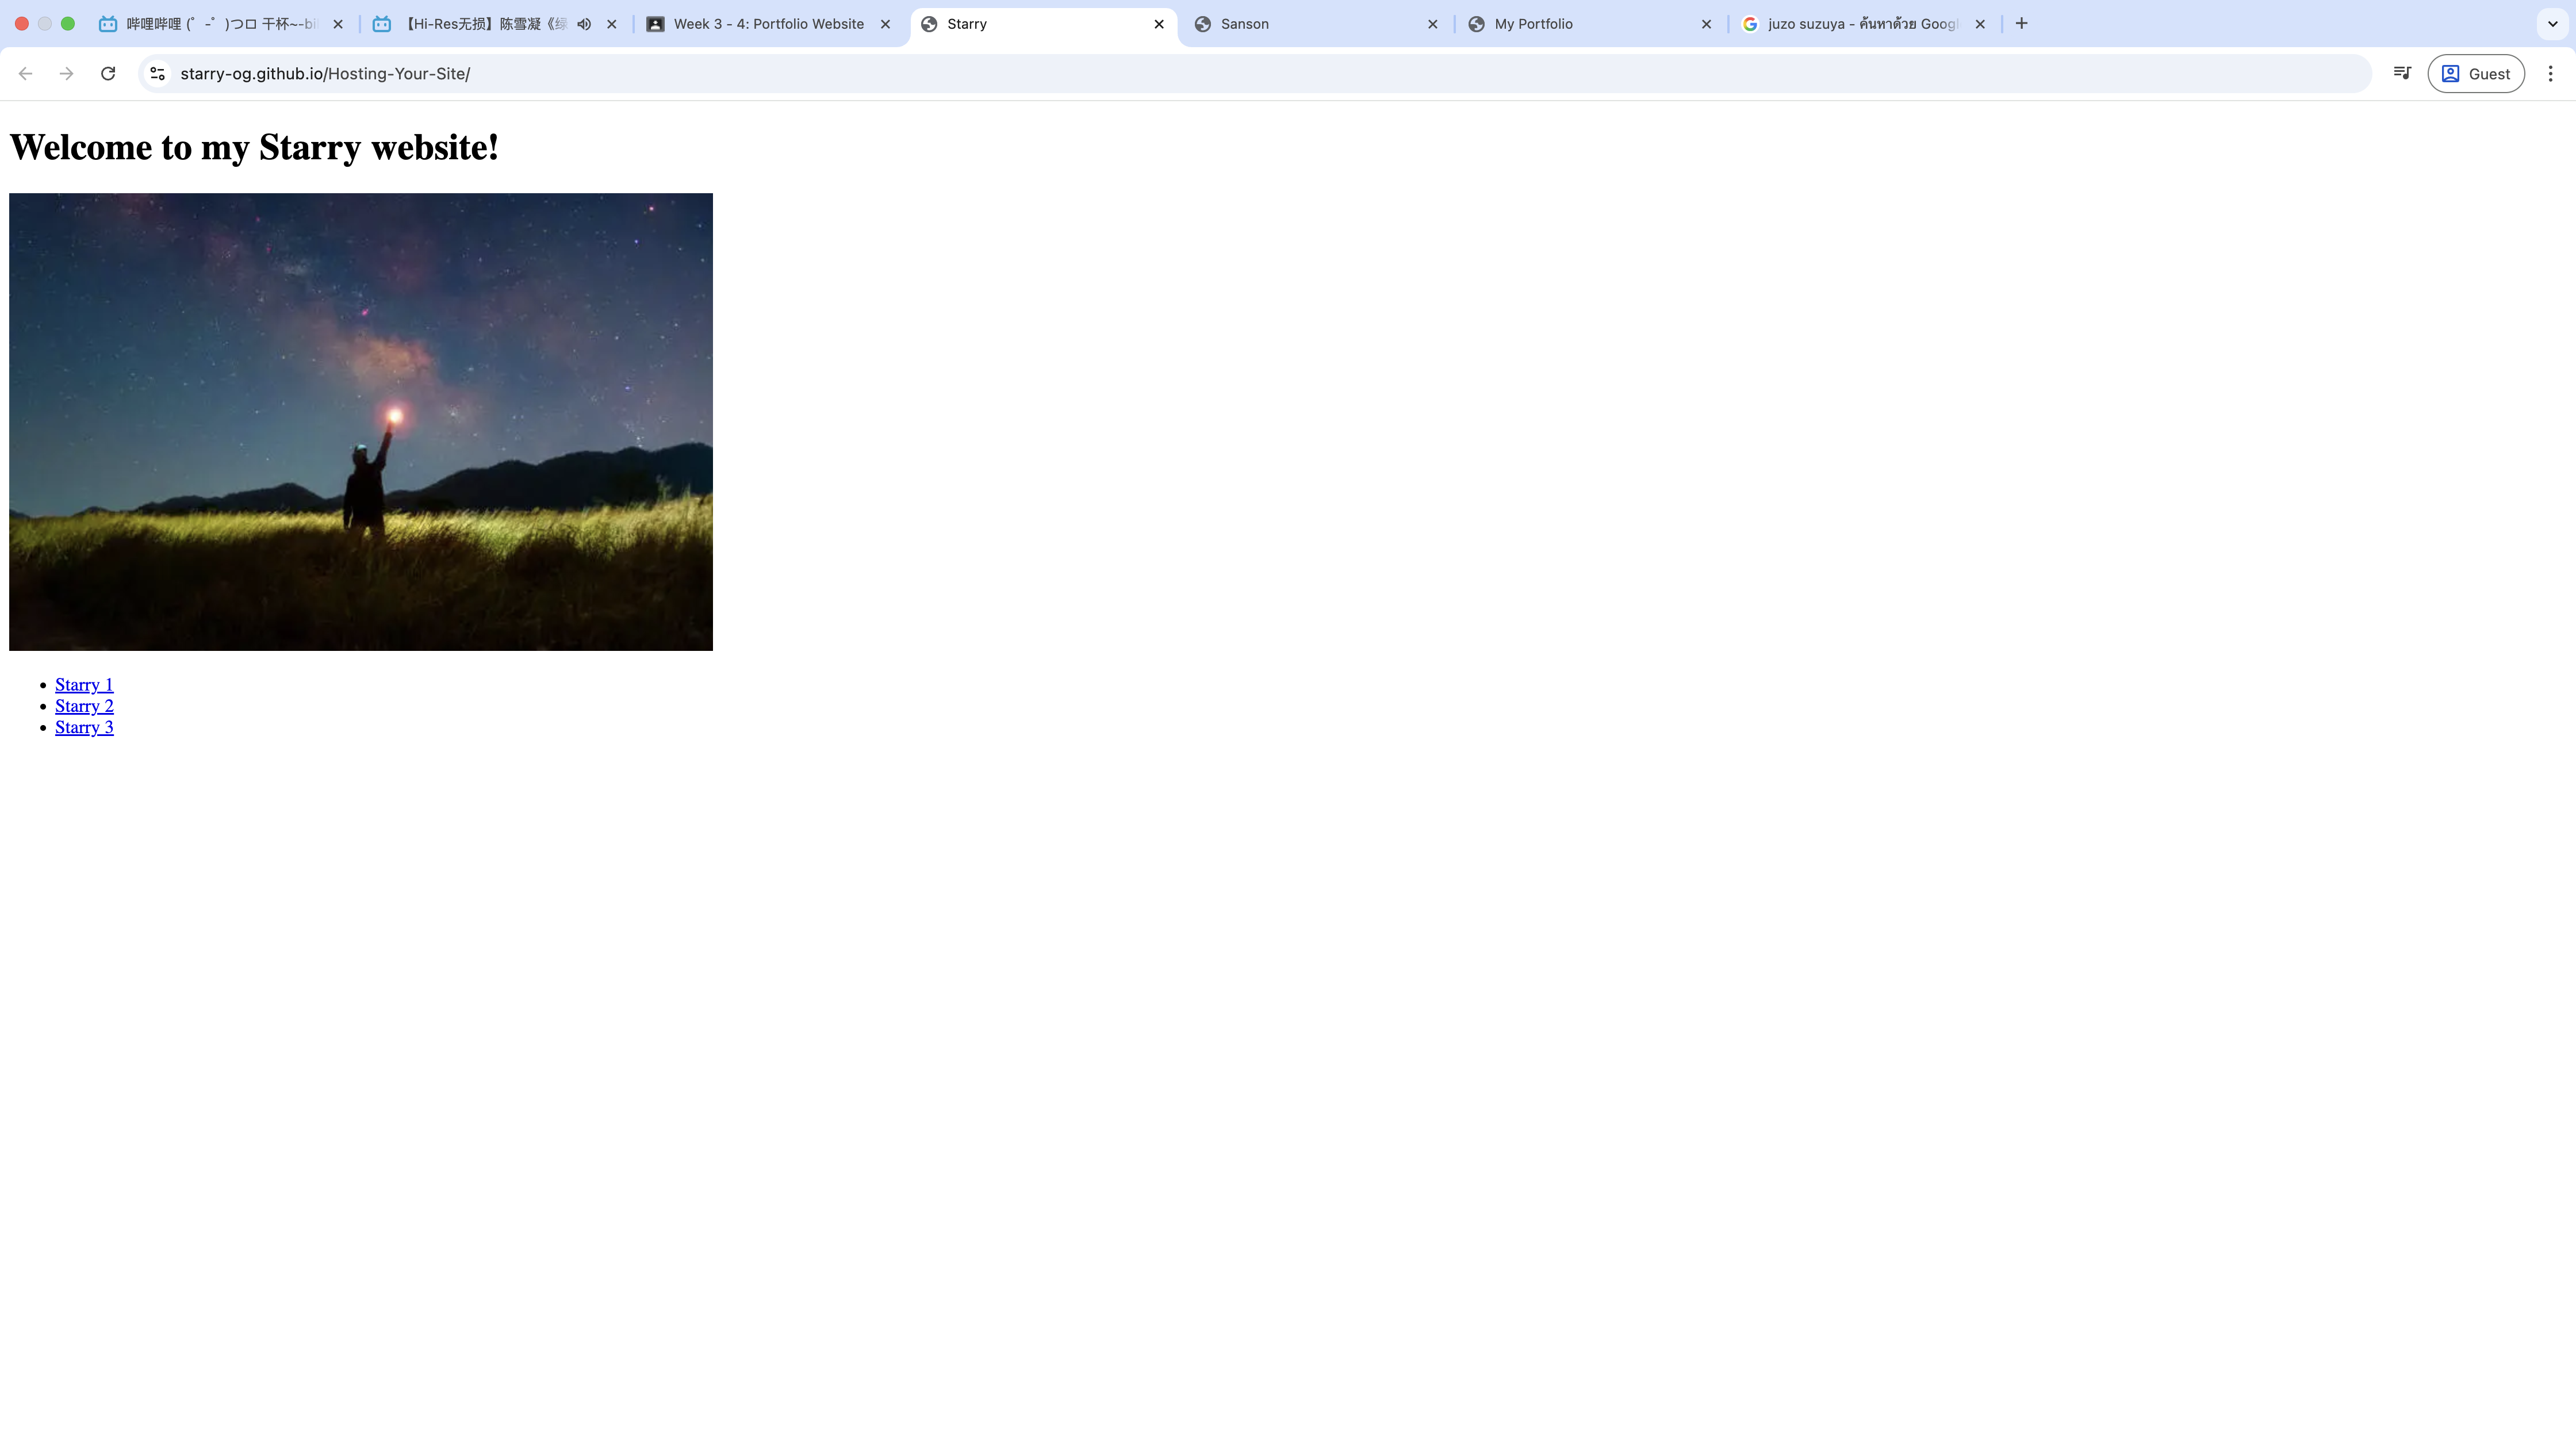 哔哩哔哩 (゜-゜)つロ 干杯~-bi
【Hi-Res无损】陈雪凝《绿
Week 3 - 4: Portfolio Website
Starry
Sanson
My Portfolio
juzo suzuya - ค้นหาด้วย Googl
starry-og.github.io/Hosting-Your-Site/
Guest
Welcome to my Starry website!
Starry 1
Starry 2
Starry 3